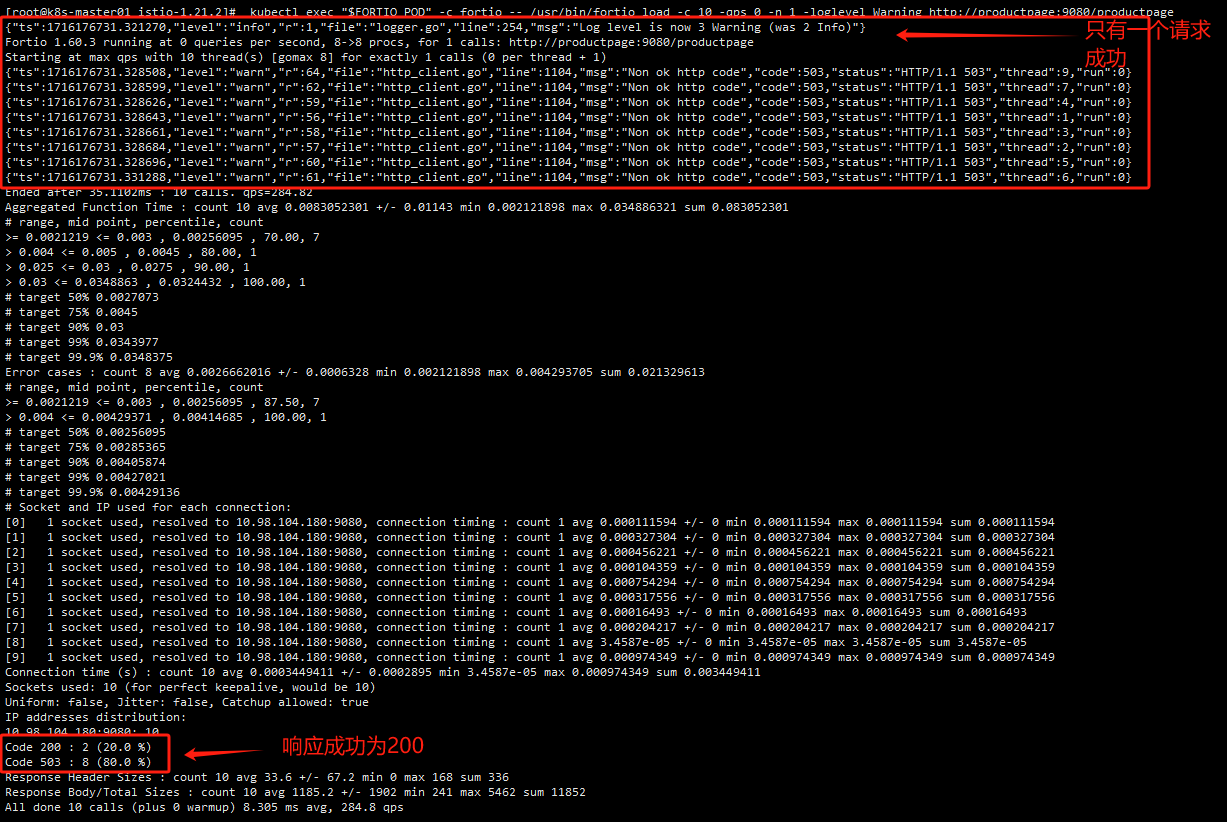 [root@k8s-master01 istio-1.21.2]#  kubectl exec "$FORTIO_POD" -c fortio -- /usr/bin/fortio load -c 10 -qps 0 -n 1 -loglevel Warning http://productpage:9080/productpage
{"ts":1716176731.321270,"level":"info","r":1,"file":"logger.go","line":254,"msg":"Log level is now 3 Warning (was 2 Info)"}
只有一个请求
成功
Fortio 1.60.3 running at 0 queries per second, 8->8 procs, for 1 calls: http://productpage:9080/productpage
Starting at max qps with 10 thread(s) [gomax 8] for exactly 1 calls (0 per thread + 1)
{"ts":1716176731.328508,"level":"warn","r":64,"file":"http_client.go","line":1104,"msg":"Non ok http code","code":503,"status":"HTTP/1.1 503","thread":9,"run":0}
{"ts":1716176731.328599,"level":"warn","r":62,"file":"http_client.go","line":1104,"msg":"Non ok http code","code":503,"status":"HTTP/1.1 503","thread":7,"run":0}
{"ts":1716176731.328626,"level":"warn","r":59,"file":"http_client.go","line":1104,"msg":"Non ok http code","code":503,"status":"HTTP/1.1 503","thread":4,"run":0}
{"ts":1716176731.328643,"level":"warn","r":56,"file":"http_client.go","line":1104,"msg":"Non ok http code","code":503,"status":"HTTP/1.1 503","thread":1,"run":0}
{"ts":1716176731.328661,"level":"warn","r":58,"file":"http_client.go","line":1104,"msg":"Non ok http code","code":503,"status":"HTTP/1.1 503","thread":3,"run":0}
{"ts":1716176731.328684,"level":"warn","r":57,"file":"http_client.go","line":1104,"msg":"Non ok http code","code":503,"status":"HTTP/1.1 503","thread":2,"run":0}
{"ts":1716176731.328696,"level":"warn","r":60,"file":"http_client.go","line":1104,"msg":"Non ok http code","code":503,"status":"HTTP/1.1 503","thread":5,"run":0}
{"ts":1716176731.331288,"level":"warn","r":61,"file":"http_client.go","line":1104,"msg":"Non ok http code","code":503,"status":"HTTP/1.1 503","thread":6,"run":0}
Ended after 35.1102ms : 10 calls. qps=284.82
Aggregated Function Time : count 10 avg 0.0083052301 +/- 0.01143 min 0.002121898 max 0.034886321 sum 0.083052301
# range, mid point, percentile, count
>= 0.0021219 <= 0.003 , 0.00256095 , 70.00, 7
> 0.004 <= 0.005 , 0.0045 , 80.00, 1
> 0.025 <= 0.03 , 0.0275 , 90.00, 1
> 0.03 <= 0.0348863 , 0.0324432 , 100.00, 1
# target 50% 0.0027073
# target 75% 0.0045
# target 90% 0.03
# target 99% 0.0343977
# target 99.9% 0.0348375
Error cases : count 8 avg 0.0026662016 +/- 0.0006328 min 0.002121898 max 0.004293705 sum 0.021329613
# range, mid point, percentile, count
>= 0.0021219 <= 0.003 , 0.00256095 , 87.50, 7
> 0.004 <= 0.00429371 , 0.00414685 , 100.00, 1
# target 50% 0.00256095
# target 75% 0.00285365
# target 90% 0.00405874
# target 99% 0.00427021
# target 99.9% 0.00429136
# Socket and IP used for each connection:
[0]   1 socket used, resolved to 10.98.104.180:9080, connection timing : count 1 avg 0.000111594 +/- 0 min 0.000111594 max 0.000111594 sum 0.000111594
[1]   1 socket used, resolved to 10.98.104.180:9080, connection timing : count 1 avg 0.000327304 +/- 0 min 0.000327304 max 0.000327304 sum 0.000327304
[2]   1 socket used, resolved to 10.98.104.180:9080, connection timing : count 1 avg 0.000456221 +/- 0 min 0.000456221 max 0.000456221 sum 0.000456221
[3]   1 socket used, resolved to 10.98.104.180:9080, connection timing : count 1 avg 0.000104359 +/- 0 min 0.000104359 max 0.000104359 sum 0.000104359
[4]   1 socket used, resolved to 10.98.104.180:9080, connection timing : count 1 avg 0.000754294 +/- 0 min 0.000754294 max 0.000754294 sum 0.000754294
[5]   1 socket used, resolved to 10.98.104.180:9080, connection timing : count 1 avg 0.000317556 +/- 0 min 0.000317556 max 0.000317556 sum 0.000317556
[6]   1 socket used, resolved to 10.98.104.180:9080, connection timing : count 1 avg 0.00016493 +/- 0 min 0.00016493 max 0.00016493 sum 0.00016493
[7]   1 socket used, resolved to 10.98.104.180:9080, connection timing : count 1 avg 0.000204217 +/- 0 min 0.000204217 max 0.000204217 sum 0.000204217
[8]   1 socket used, resolved to 10.98.104.180:9080, connection timing : count 1 avg 3.4587e-05 +/- 0 min 3.4587e-05 max 3.4587e-05 sum 3.4587e-05
[9]   1 socket used, resolved to 10.98.104.180:9080, connection timing : count 1 avg 0.000974349 +/- 0 min 0.000974349 max 0.000974349 sum 0.000974349
Connection time (s) : count 10 avg 0.0003449411 +/- 0.0002895 min 3.4587e-05 max 0.000974349 sum 0.003449411
Sockets used: 10 (for perfect keepalive, would be 10)
Uniform: false, Jitter: false, Catchup allowed: true
IP addresses distribution:
10.98.104.180:9080: 10
Code 200 : 2 (20.0 %)
响应成功为200
Code 503 : 8 (80.0 %)
Response Header Sizes : count 10 avg 33.6 +/- 67.2 min 0 max 168 sum 336
Response Body/Total Sizes : count 10 avg 1185.2 +/- 1902 min 241 max 5462 sum 11852
All done 10 calls (plus 0 warmup) 8.305 ms avg, 284.8 qps